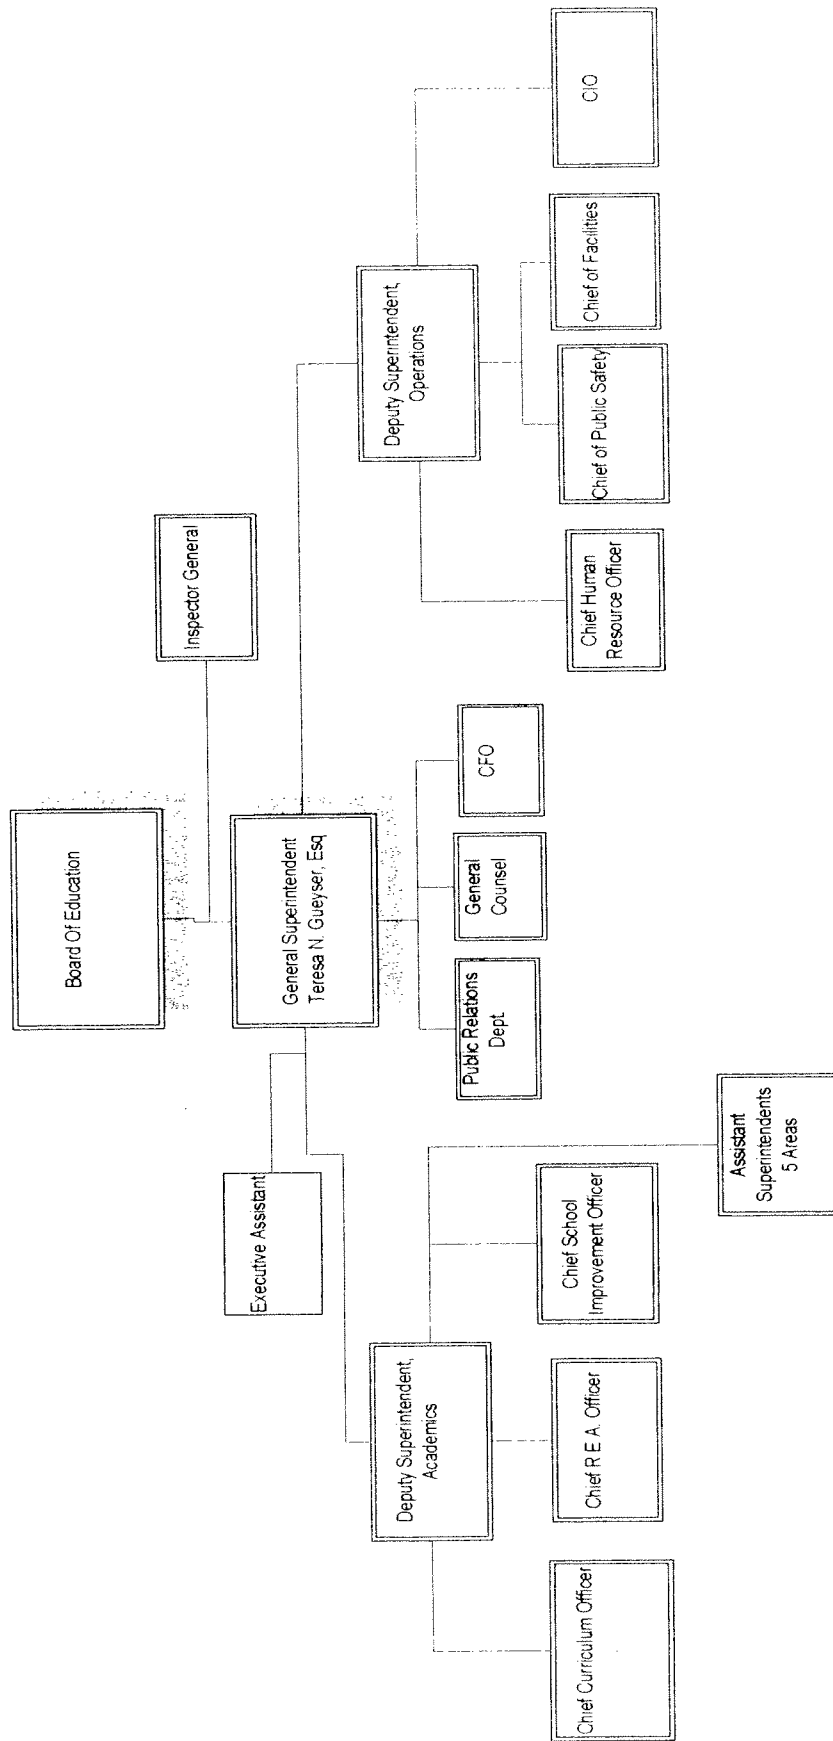 Board Of Education
Inspector General
General Superintendent
Teresa N. Gueyser, Esq
Executive Assistant
Deputy Superintendent,
Academics
Deputy Superintendent,
Operations
Public Relations
Dept.
General
Counsel
CFO
Chief Curriculum Officer
Chief R E A. Officer
Chief School
Improvement Officer
Assistant
Superintendents
5 Areas
Chief Human
Resource Officer
Chief of Public Safety
Chief of Facilities
CIO